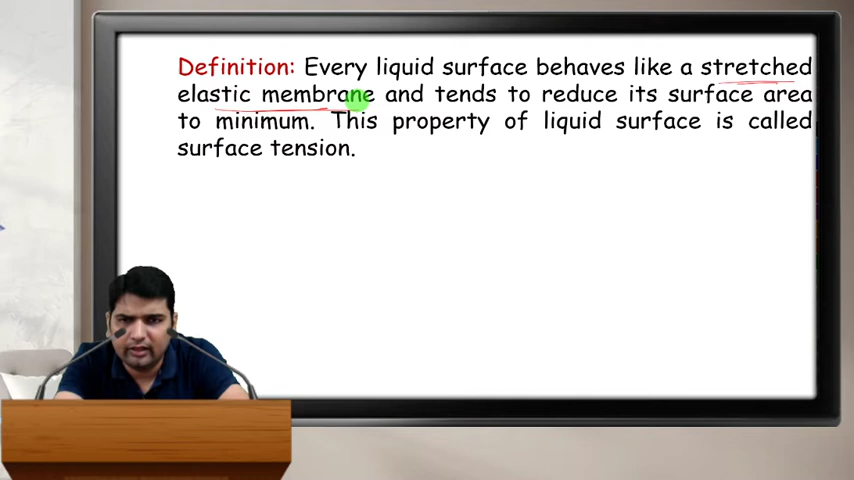 Definition: Every liquid surface behaves like a stretched
elastic membrane and tends to reduce its surface area
to minimum. This property of liquid surface is called
surface tension.